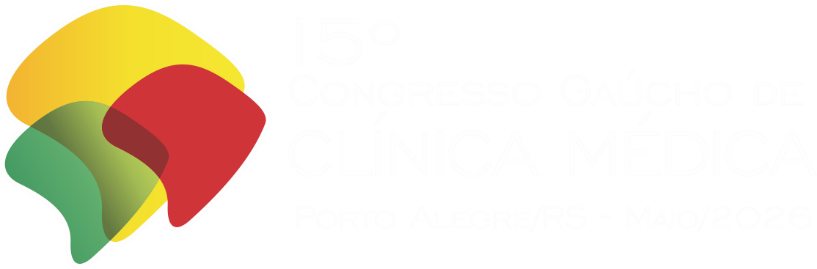 15º
CONGRESSO GAÚCHO DE
CLÍNICA MÉDICA
PORTO ALEGRE/RS - MAIO/2026